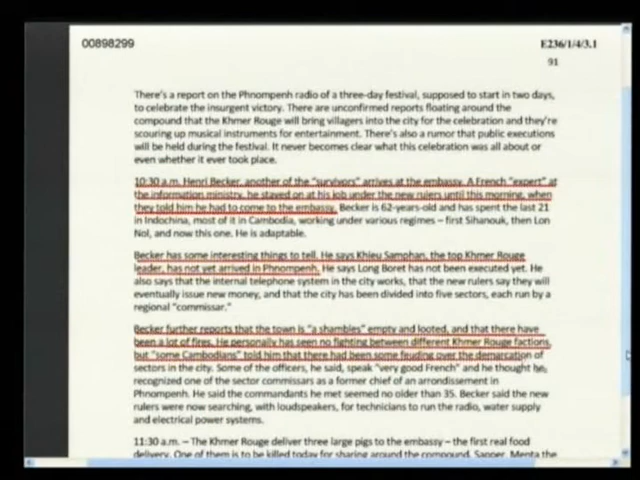 00898299
E236/1/4/3.1
91
There's a report on the Phnompenh radio of a three-day festival, supposed to start in two days,
to celebrate the insurgent victory. There are unconfirmed reports floating around the
compound that the Khmer Rouge will bring villagers into the city for the celebration and they're
scouring up musical instruments for entertainment. There's also a rumor that public executions
will be held during the festival. It never becomes clear what this celebration was all about or
even whether it ever took place.
10:30 a.m. Henri Becker, another of the "survivors" arrives at the embassy. A French "expert" at
the information ministry, he stayed on at his job under the new rulers until this morning, when
they told him he had to come to the embassy. Becker is 62-years-old and has spent the last 21
in Indochina, most of it in Cambodia, working under various regimes – first Sihanouk, then Lon
Nol, and now this one. He is adaptable.
Becker has some interesting things to tell. He says Khieu Samphan, the top Khmer Rouge
leader, has not yet arrived in Phnompenh. He says Long Boret has not been executed yet. He
also says that the internal telephone system in the city works, that the new rulers say they will
eventually issue new money, and that the city has been divided into five sectors, each run by a
regional "commissar."
Becker further reports that the town is "a shambles" empty and looted, and that there have
been a lot of fires. He personally has seen no fighting between different Khmer Rouge factions,
but "some Cambodians" told him that there had been some feuding over the demarcation of
sectors in the city. Some of the officers, he said, speak "very good French" and he thought he
recognized one of the sector commissars as a former chief of an arrondissement in
Phnompenh. He said the commandants he met seemed no older than 35. Becker said the new
rulers were now searching, with loudspeakers, for technicians to run the radio, water supply
and electrical power systems.
11:30 a.m. – The Khmer Rouge deliver three large pigs to the embassy – the first real food
delivery. One of them is to be killed today for sharing around the compound. Sapper, Menta the